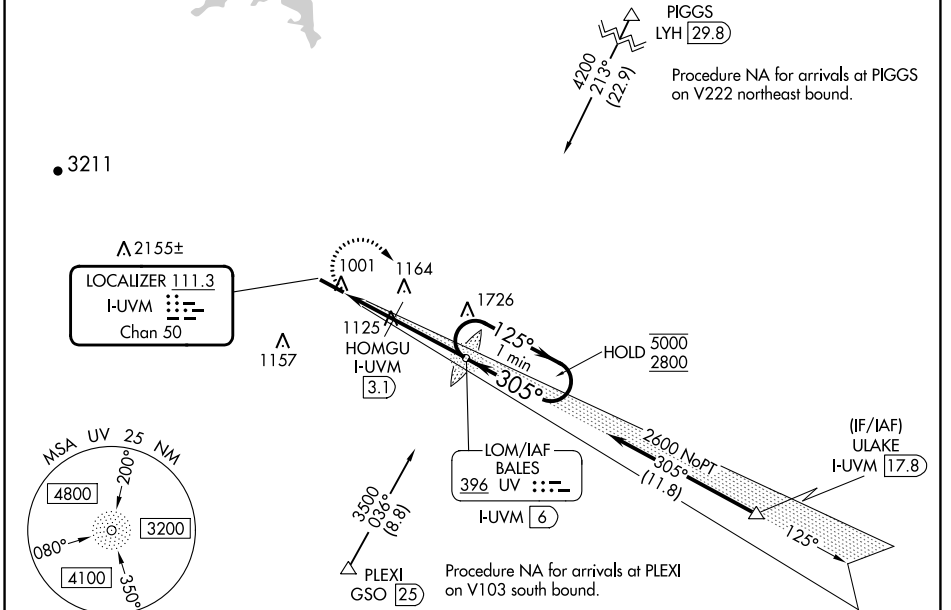 PIGGS
LYH 29.8
4200
213°
(22.9)
Procedure NA for arrivals at PIGGS
on V222 northeast bound.
3211
2155±
LOCALIZER 111.3
I-UVM
Chan 50
1001
1164
1125
HOMGU
I-UVM
3.1
1157
1726
125°
1 min
305°
HOLD 5000
2800
2600 NoPT
305°
(11.8)
(IF/IAF)
ULAKE
I-UVM 17.8
125°
LOM/IAF
BALES
396 UV
I-UVM 6
MSA UV 25 NM
200°
4800
3200
080°
4100
350°
3500
036°
(8.8)
PLEXI
GSO 25
Procedure NA for arrivals at PLEXI
on V103 south bound.